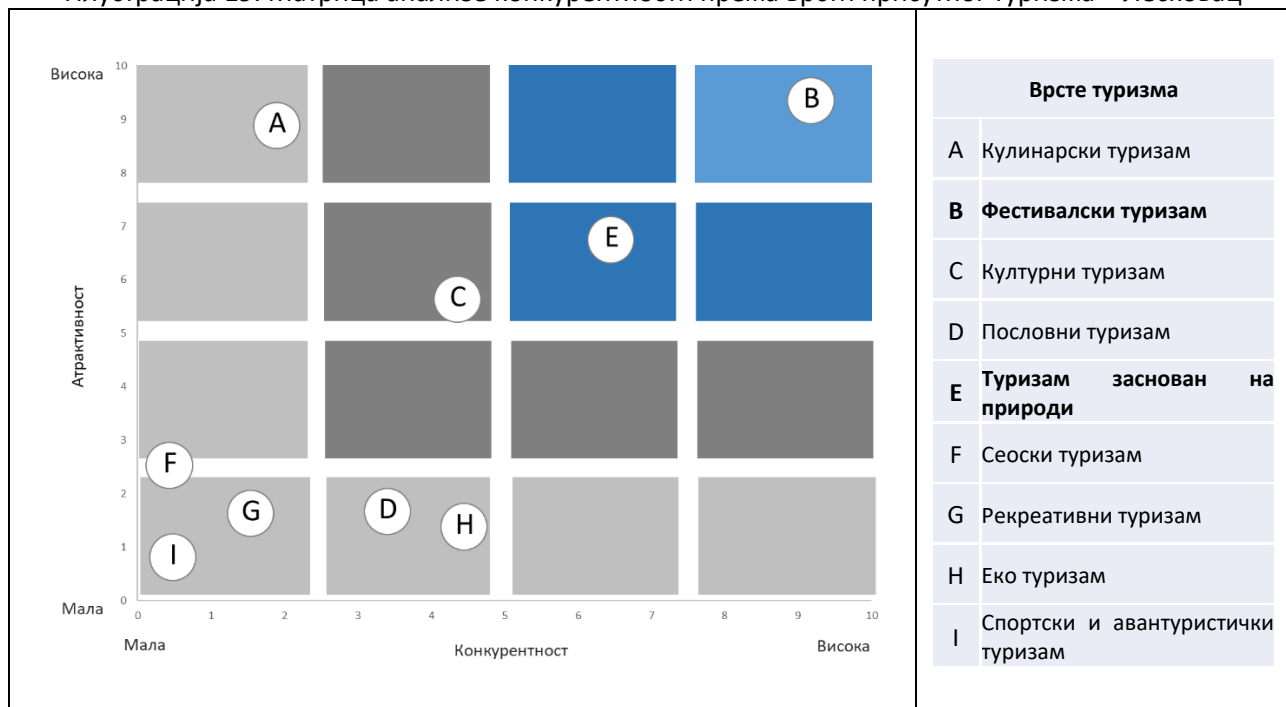 Висока
Мала
Атрактивност
10
9
8
7
6
5
4
3
2
1
0
A
B
E
C
F
G
D
H
I
0 1 2 3 4 5 6 7 8 9 10
Мала
Конкурентност
Висока
Врсте туризма
A Кулинарски туризам
B Фестивалски туризам
C Културни туризам
D Пословни туризам
E Туризам заснован на
природи
F Сеоски туризам
G Рекреативни туризам
H Еко туризам
I Спортски и авантуристички
туризам